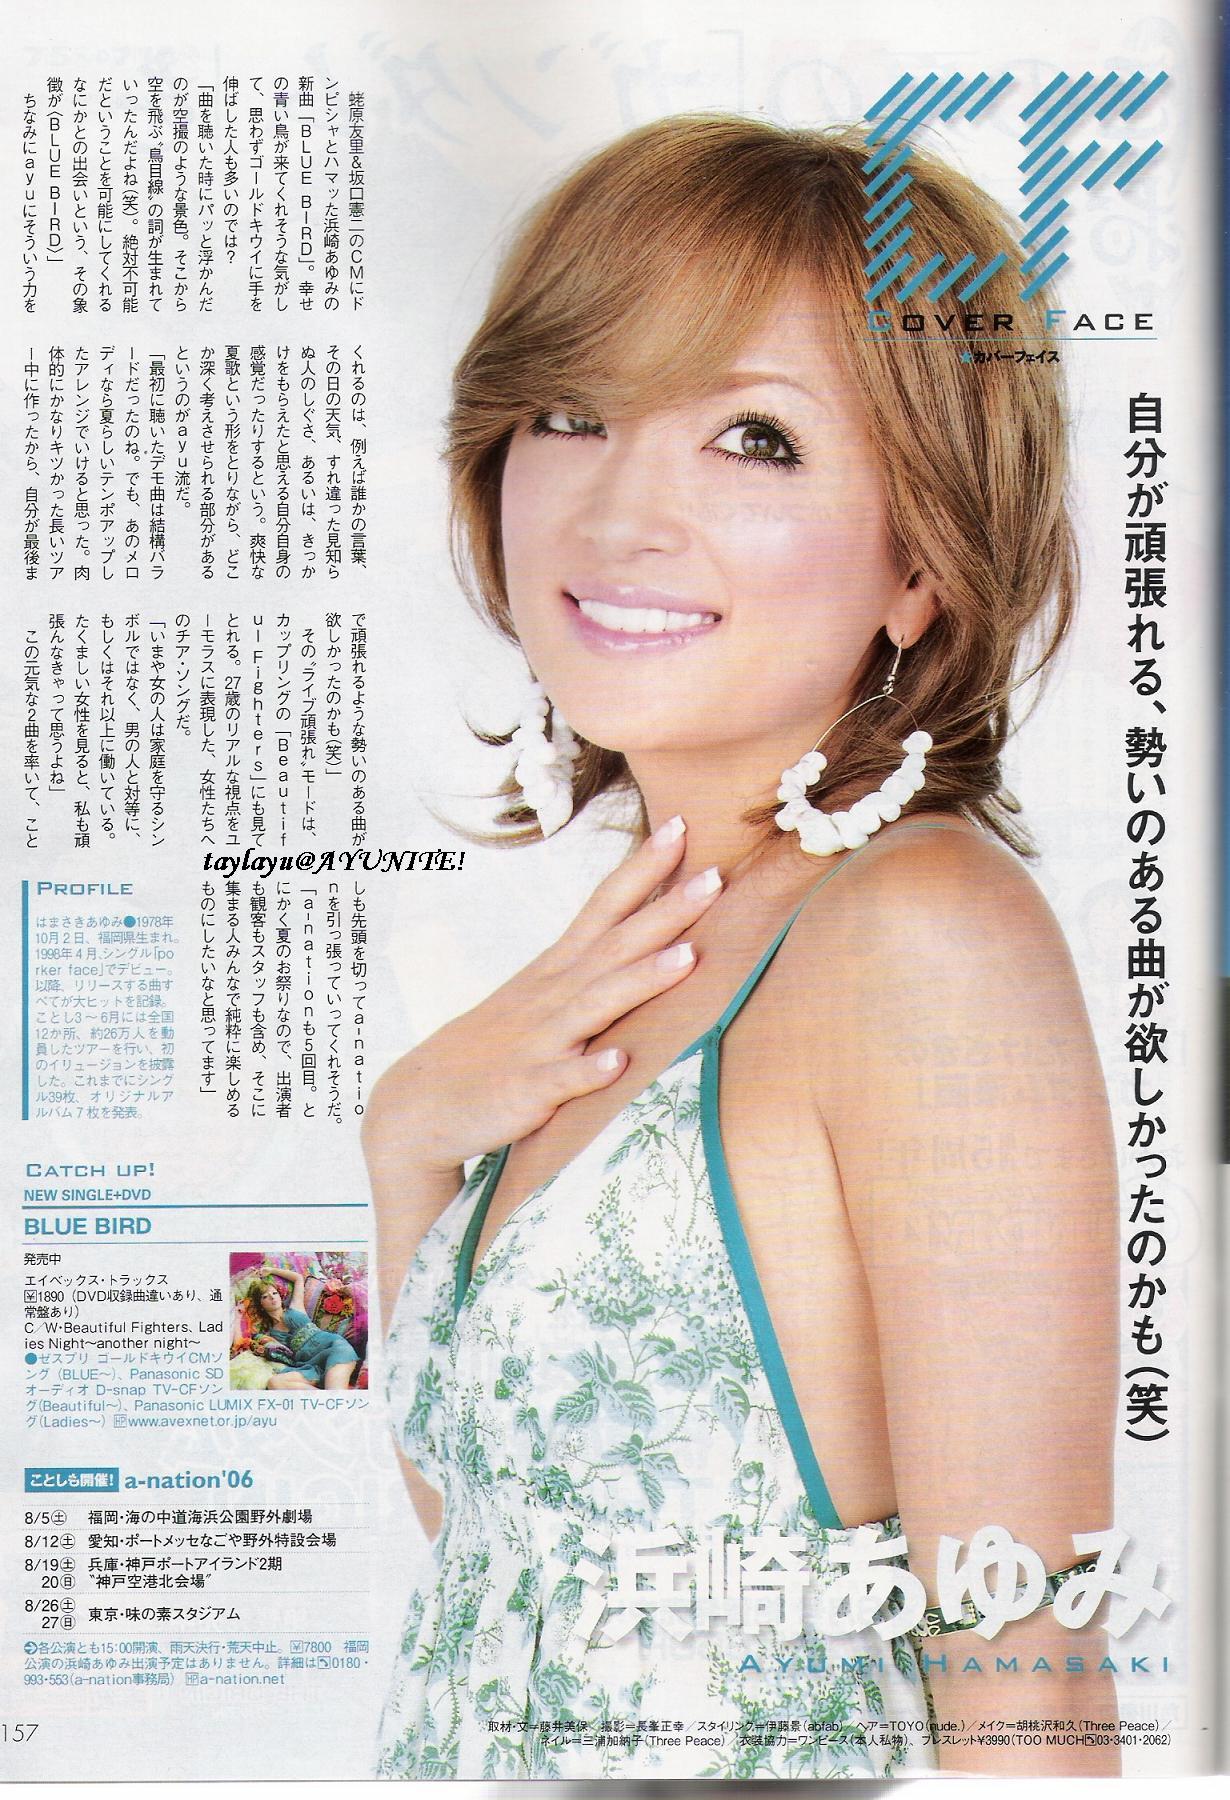 COVER FACE
★カバーフェイス
自分が頑張れる、勢いのある曲が欲しかったのかも(笑)
蛯原友里&坂口憲二のCMにド
ンピシャとハマッた浜崎あゆみの
新曲「BLUE BIRD」。幸せ
の青い鳥が来てくれそうな気がし
て、思わずゴールドキウイに手を
伸ばした人も多いのでは?
「曲を聴いた時にパッと浮かんだ
のが空撮のような景色。そこから
空を飛ぶ〝鳥目線〟の詞が生まれて
いったんだよね(笑)。絶対不可能
だということを可能にしてくれる
なにかとの出会いという、その象
徴が〈BLUE BIRD〉」
ちなみにayuにそういう力を
くれるのは、例えば誰かの言葉、
その日の天気、すれ違った見知ら
ぬ人のしぐさ、あるいは、きっか
けをもらえたと思える自分自身の
感覚だったりするという。爽快な
夏歌という形をとりながら、どこ
か深く考えさせられる部分がある
というのがayu流だ。
「最初に聴いたデモ曲は結構バラ
ードだったのね。でも、あのメロ
ディなら夏らしいテンポアップし
たアレンジでいけると思った。肉
体的にかなりキツかった長いツア
ー中に作ったから、自分が最後ま
で頑張れるような勢いのある曲が
欲しかったのかも(笑)」
その〝ライブ頑張れ〟モードは、
カップリングの「Beautif
ul Fighters」にも見て
とれる。27歳のリアルな視点をユ
ーモラスに表現した、女性たちへ
のチア・ソングだ。
「いまや女の人は家庭を守るシン
ボルではなく、男の人と対等に、
もしくはそれ以上に働いている。
たくましい女性を見ると、私も頑
張んなきゃって思うよね」
この元気な2曲を率いて、こと
しも先頭を切ってa-natio
nを引っ張っていってくれそうだ。
「a-nationも5回目。と
にかく夏のお祭りなので、出演者
も観客もスタッフも含め、そこに
集まる人みんなで純粋に楽しめる
ものにしたいなと思ってます」
taylayu@AYUNITE!
PROFILE
はまさきあゆみ●1978年
10月2日、福岡県生まれ。
1998年4月、シングル「po
rker face」でデビュー。
以降、リリースする曲す
べてが大ヒットを記録。
ことし3〜6月には全国
12か所、約26万人を動
員したツアーを行い、初
のイリュージョンを披露
した。これまでにシング
ル39枚、オリジナルア
ルバム7枚を発表。
CATCH UP!
NEW SINGLE+DVD
BLUE BIRD
発売中
エイベックス・トラックス
¥1890(DVD収録曲違いあり、通
常盤あり)
C/W・Beautiful Fighters、Lad
ies Night〜another night〜
●ゼスプリ ゴールドキウイCMソ
ング(BLUE〜)、Panasonic SD
オーディオ D-snap TV-CFソン
グ(Beautiful〜)、Panasonic LUMIX FX-01 TV-CFソン
グ(Ladies〜) HP www.avexnet.or.jp/ayu
ことしも開催! a-nation'06
8/5㊏ 福岡・海の中道海浜公園野外劇場
8/12㊏ 愛知・ポートメッセなごや野外特設会場
8/19㊏ 兵庫・神戸ポートアイランド2期
20㊐ 〝神戸空港北会場〟
8/26㊏
27㊐ 東京・味の素スタジアム
各公演とも15:00開演、雨天決行・荒天中止。¥7800 福岡
公演の浜崎あゆみ出演予定はありません。詳細は☎0180・
993・553(a-nation事務局) HP a-nation.net
浜崎あゆみ
AYUMI HAMASAKI
取材・文=藤井美保/撮影=長峯正幸/スタイリング=伊藤景(abfab)/ヘア=TOYO(nude.)/メイク=胡桃沢和久(Three Peace)/
ネイル=三浦加納子(Three Peace)/衣装協力=ワンピース(本人私物)、ブレスレット¥3990(TOO MUCH☎03・3401・2062)
157